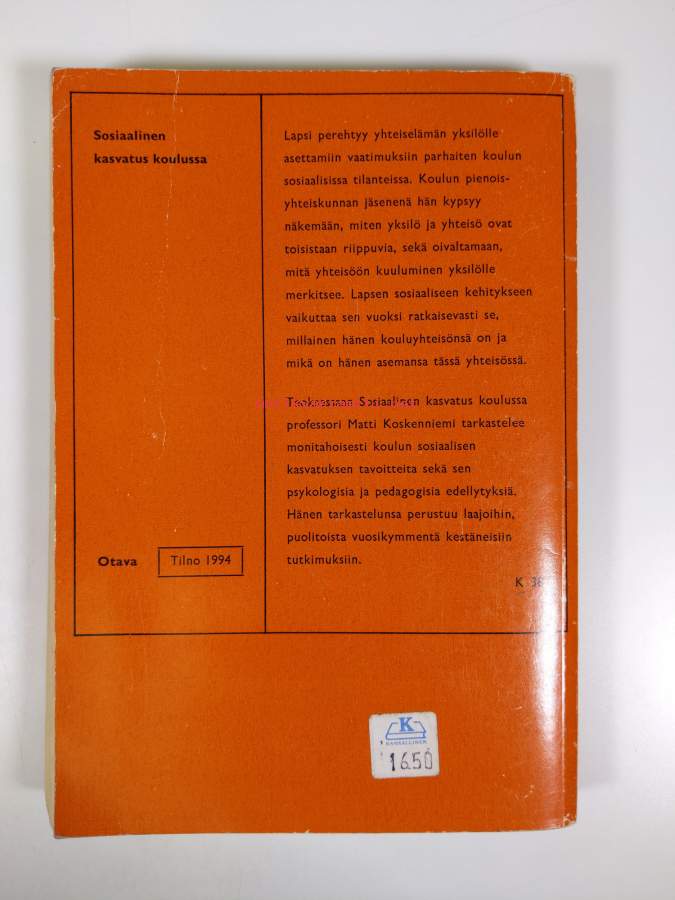 Sosiaalinen
kasvatus koulussa
Lapsi perehtyy yhteiselämän yksilölle
asettamiin vaatimuksiin parhaiten koulun
sosiaalisissa tilanteissa. Koulun pienois-
yhteiskunnan jäsenenä hän kypsyy
näkemään, miten yksilö ja yhteisö ovat
toisistaan riippuvia, sekä oivaltamaan,
mitä yhteisöön kuuluminen yksilölle
merkitsee. Lapsen sosiaaliseen kehitykseen
vaikuttaa sen vuoksi ratkaisevasti se,
millainen hänen kouluyhteisönsä on ja
mikä on hänen asemansa tässä yhteisössä.
Teoksessaan Sosiaalinen kasvatus koulussa
professori Matti Koskenniemi tarkastelee
monitahoisesti koulun sosiaalisen
kasvatuksen tavoitteita sekä sen
psykologisia ja pedagogisia edellytyksiä.
Hänen tarkastelunsa perustuu laajoihin,
puolitoista vuosikymmentä kestäneisiin
tutkimuksiin.
Otava
Tilno 1994
K
K
KANSALLINEN
16.50